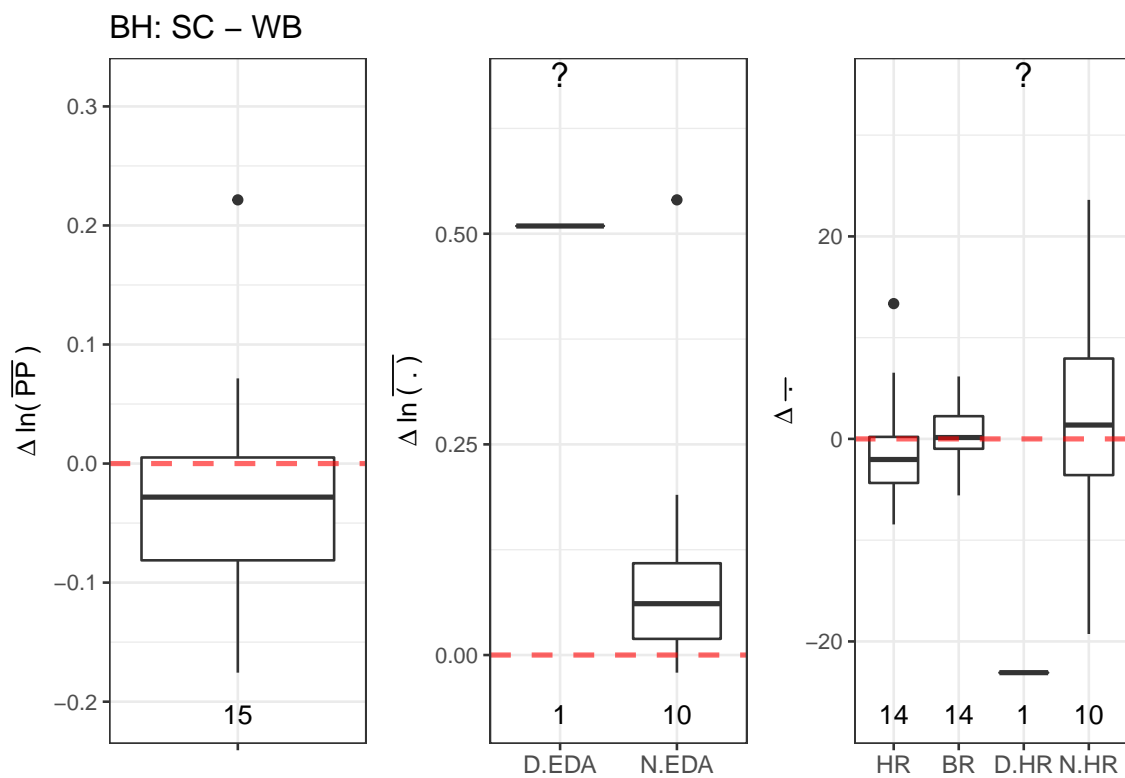 BH: SC − WB
Δ ln( PP )
0.3
0.2
0.1
0.0
−0.1
−0.2
15
Δ ln ( . )
0.50
0.25
0.00
?
1
10
D.EDA
N.EDA
Δ .
20
0
−20
?
14
14
1
10
HR
BR
D.HR
N.HR